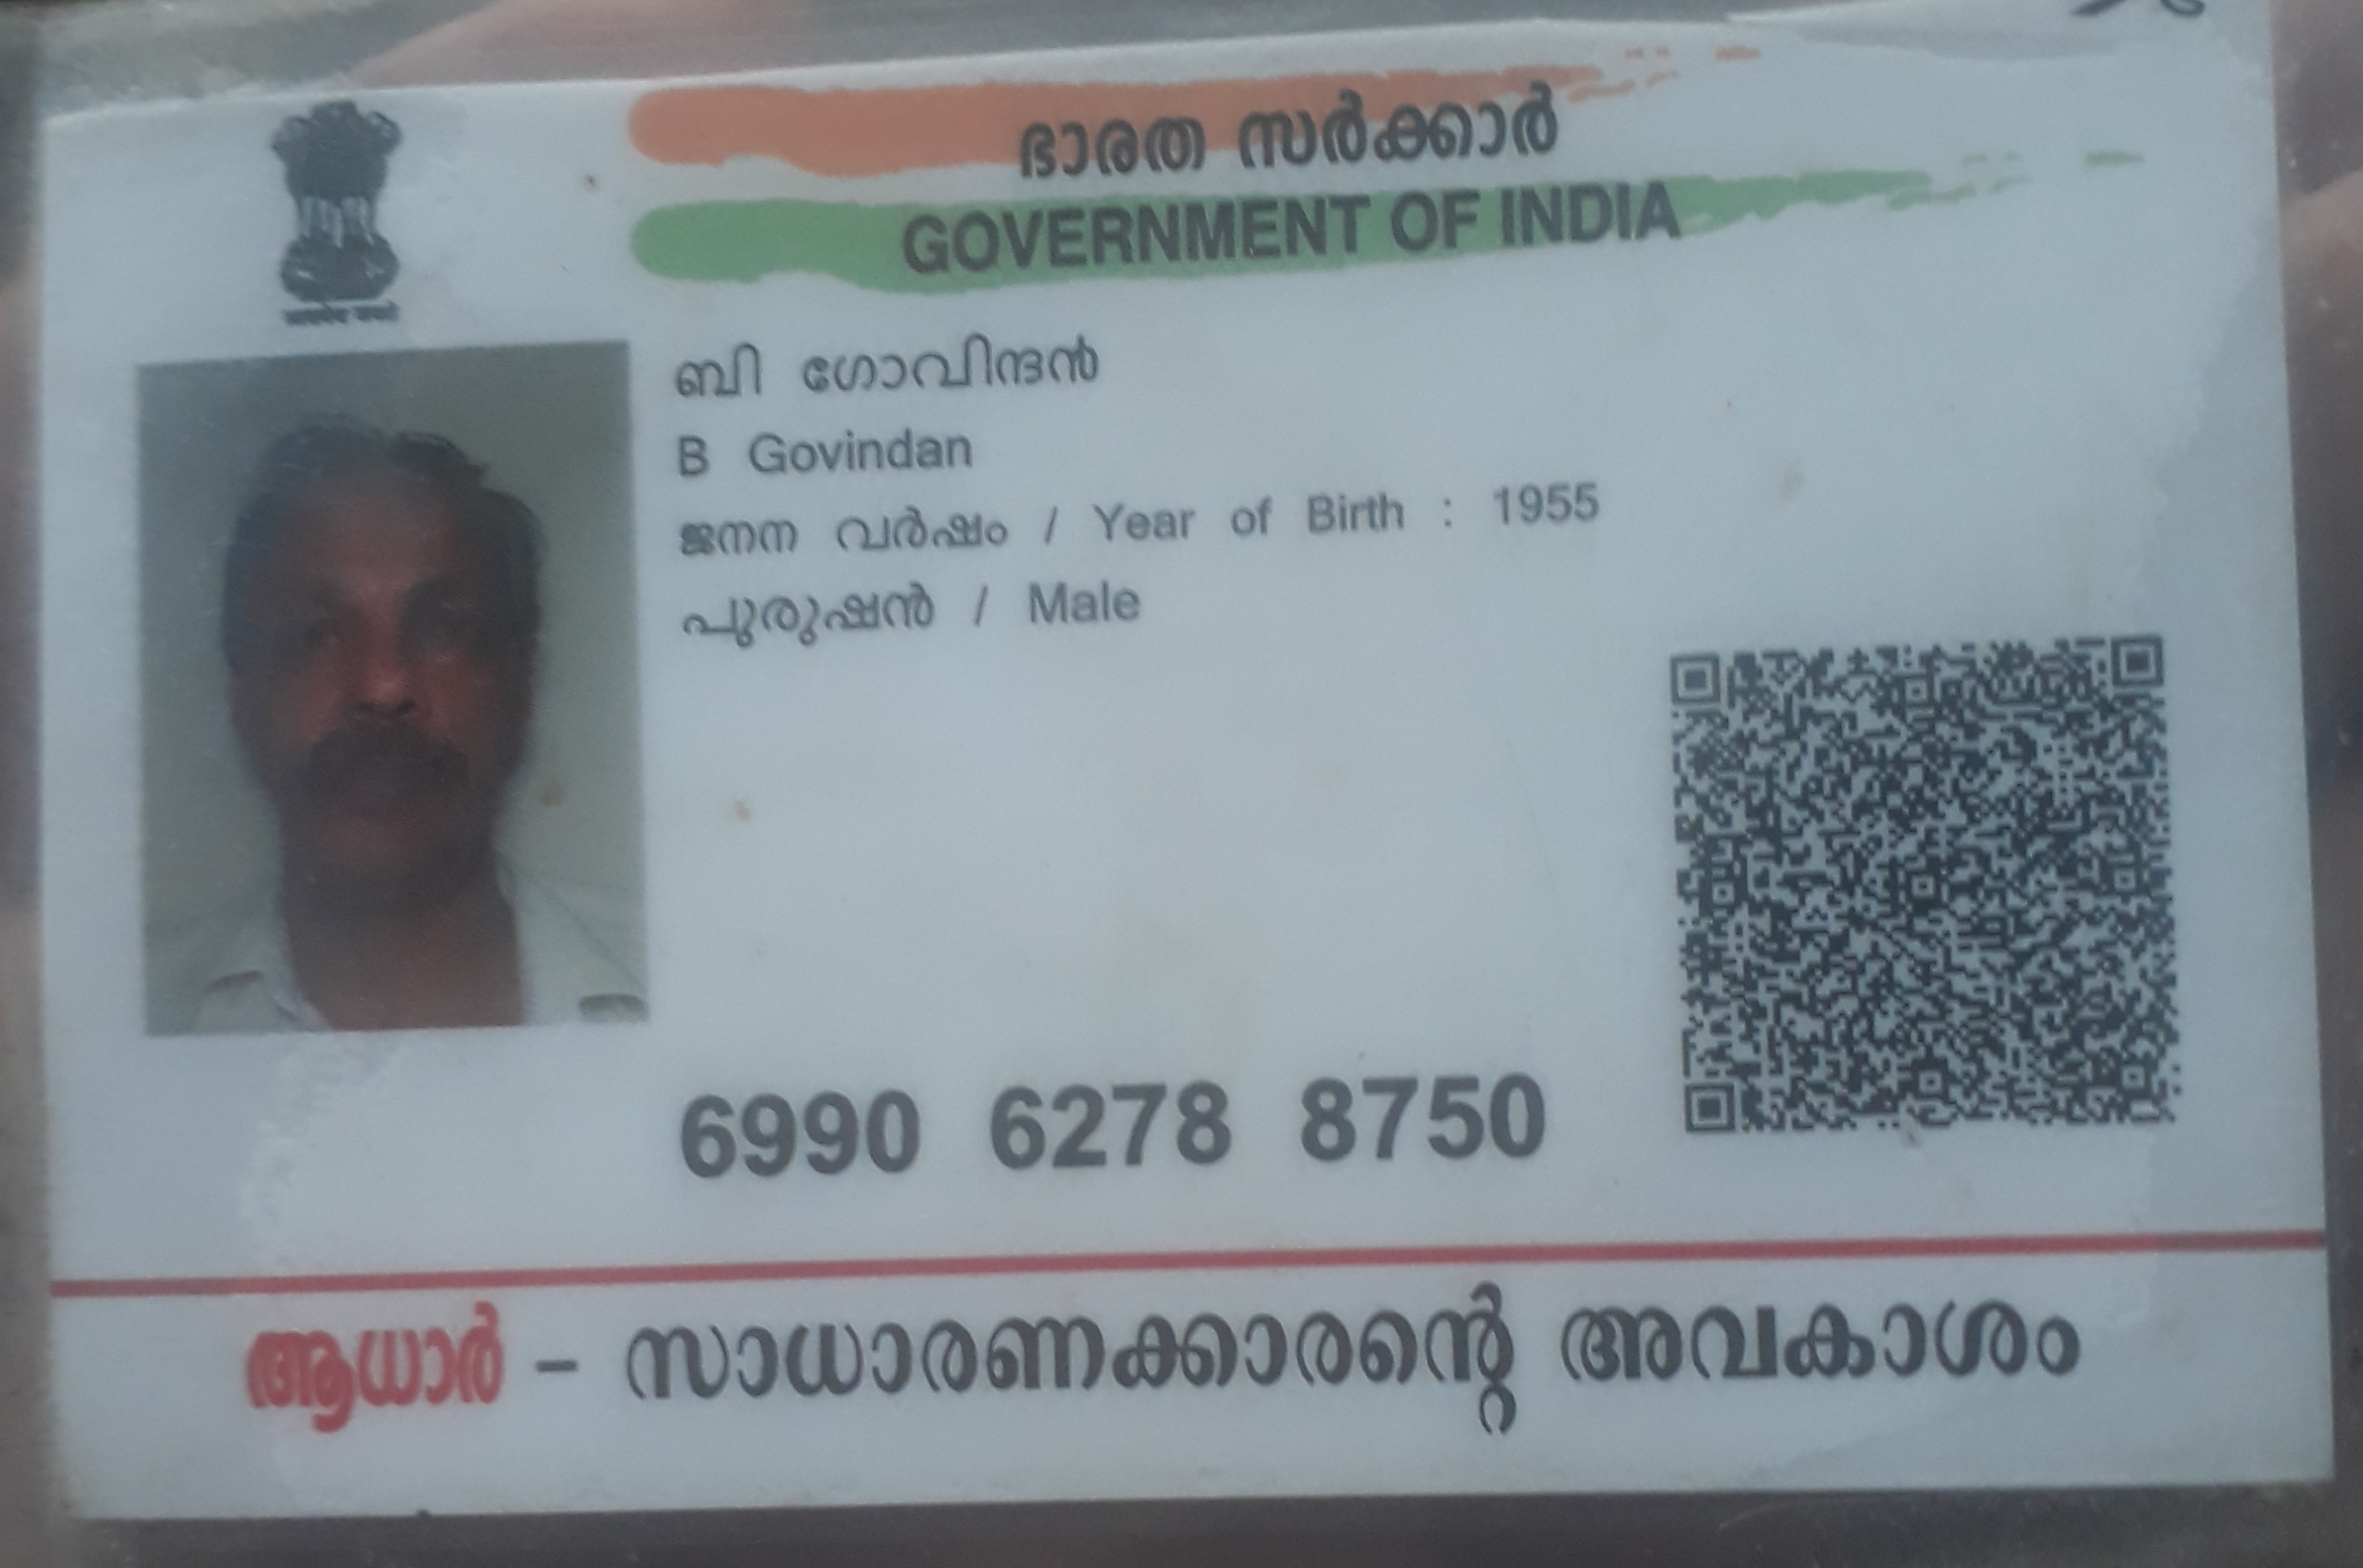 ഭാരത സർക്കാർ
GOVERNMENT OF INDIA
ബി ഗോവിന്ദൻ
B Govindan
ജനന വർഷം / Year of Birth : 1955
പുരുഷൻ / Male
6990 6278 8750
ആധാർ – സാധാരണക്കാരന്റെ അവകാശം